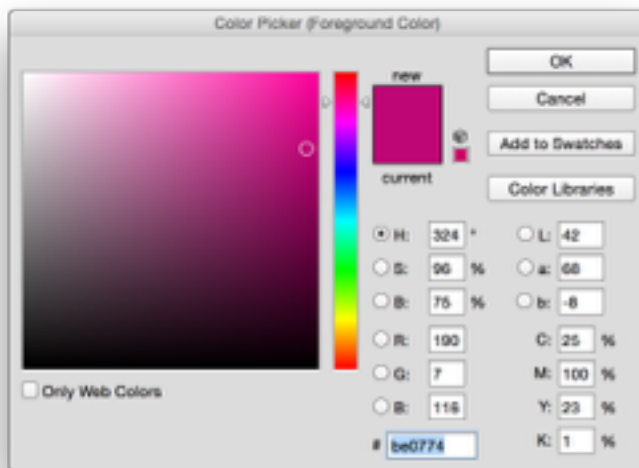 Color Picker (Foreground Color)
new
current
OK
Cancel
Add to Swatches
Color Libraries
H: 324 °
S: 96 %
B: 75 %
R: 190
G: 7
B: 116
# be0774
L: 42
a: 68
b: -8
C: 25 %
M: 100 %
Y: 23 %
K: 1 %
Only Web Colors